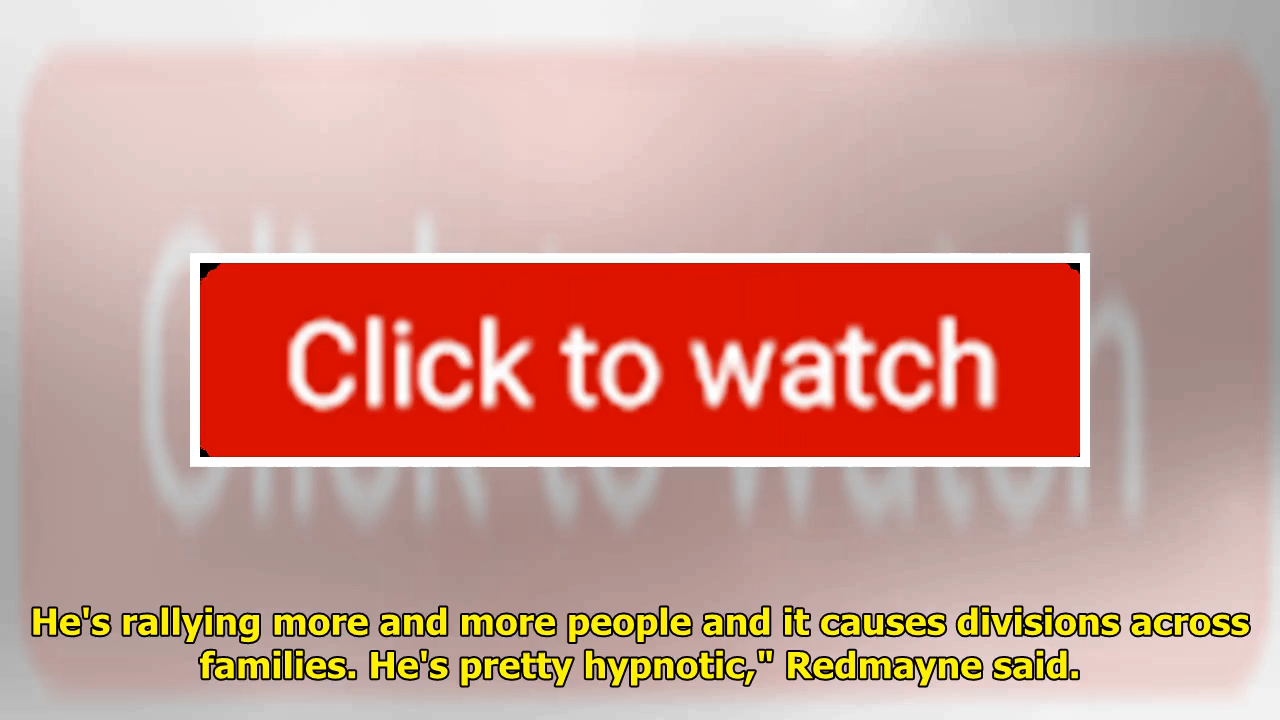 Click to watch
He's rallying more and more people and it causes divisions across
families. He's pretty hypnotic," Redmayne said.